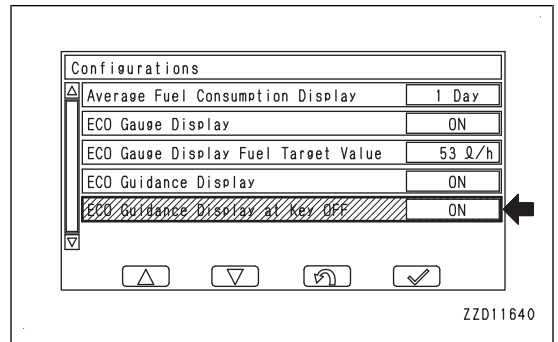 Configurations
Average Fuel Consumption Display 1 Day
ECO Gauge Display ON
ECO Gauge Display Fuel Target Value 53 ℓ/h
ECO Guidance Display ON
ECO Guidance Display at Key OFF ON
ZZD11640